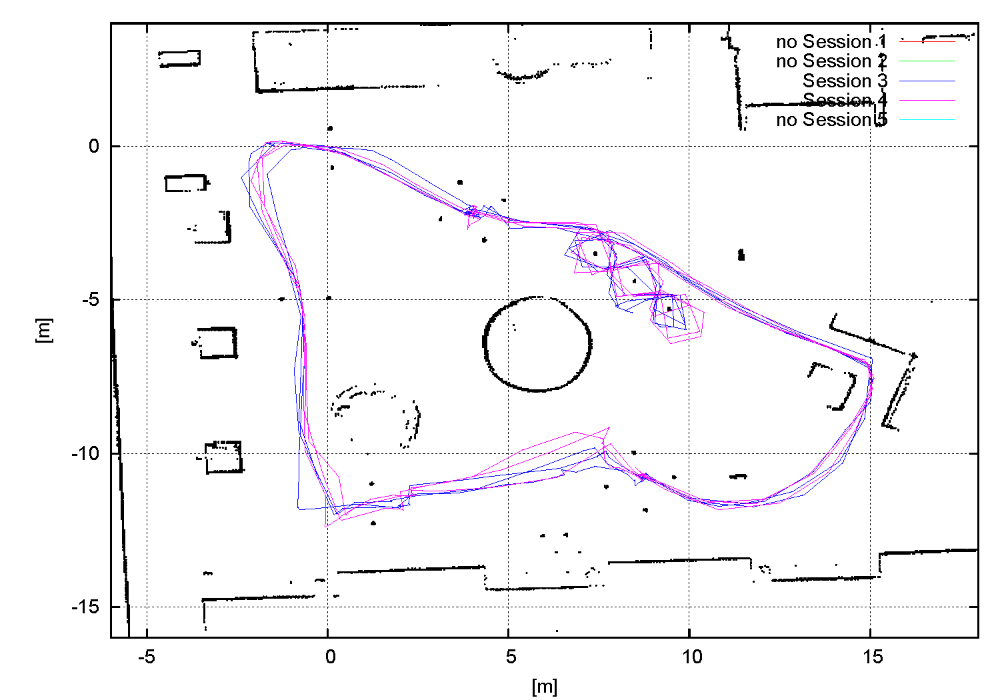 no Session 1
no Session 2
Session 3
Session 4
no Session 5
0
-5
-10
-15
[m]
-5
0
5
10
15
[m]